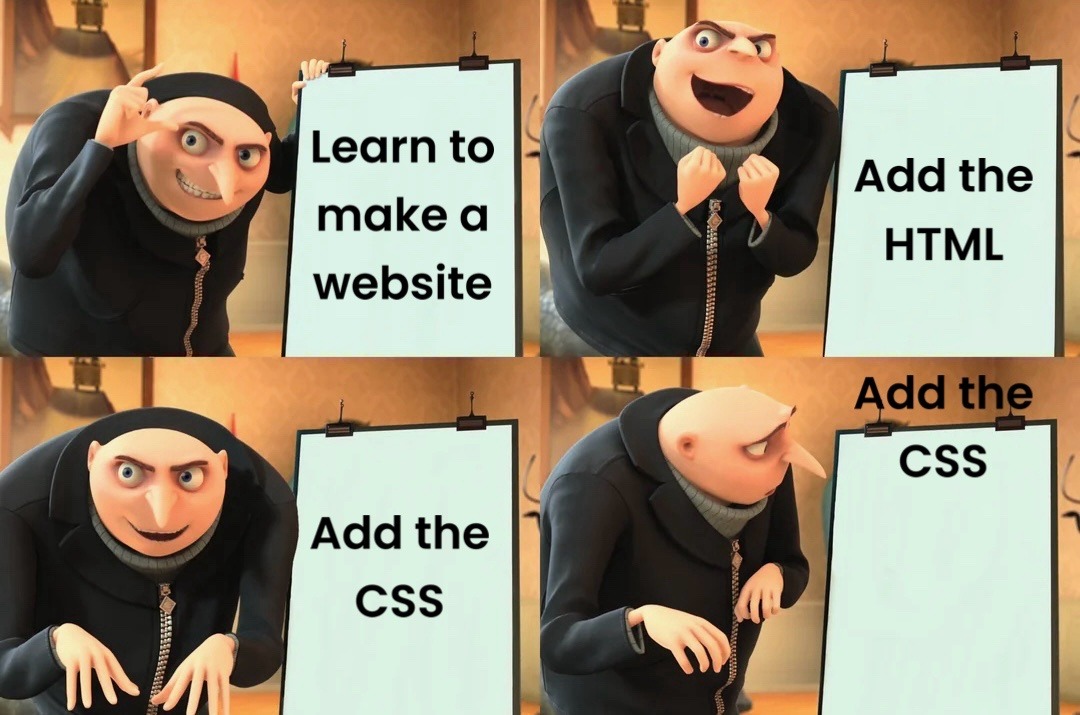 Learn to
make a
website
Add the
HTML
Add the
CSS
Add the
CSS